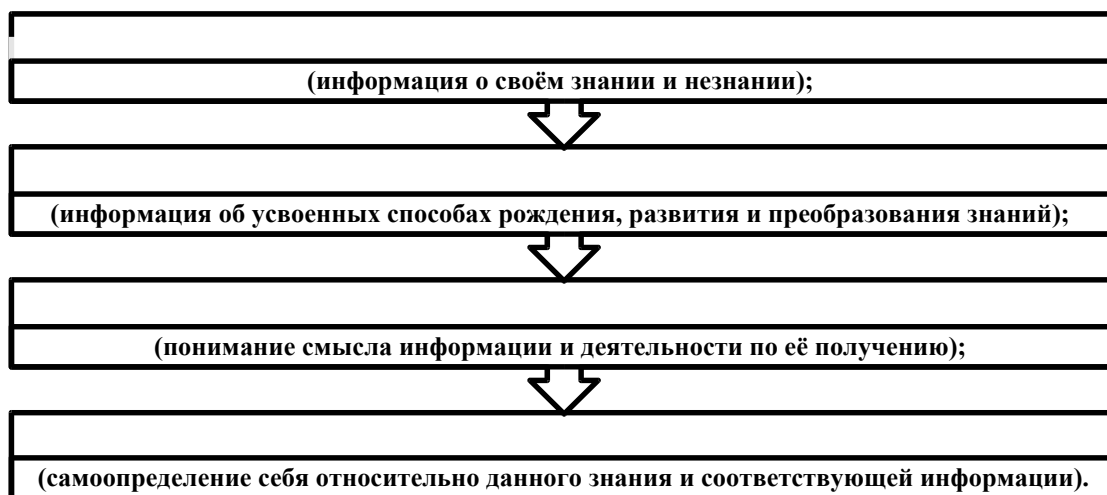 (информация о своём знании и незнании);
(информация об усвоенных способах рождения, развития и преобразования знаний);
(понимание смысла информации и деятельности по её получению);
(самоопределение себя относительно данного знания и соответствующей информации).